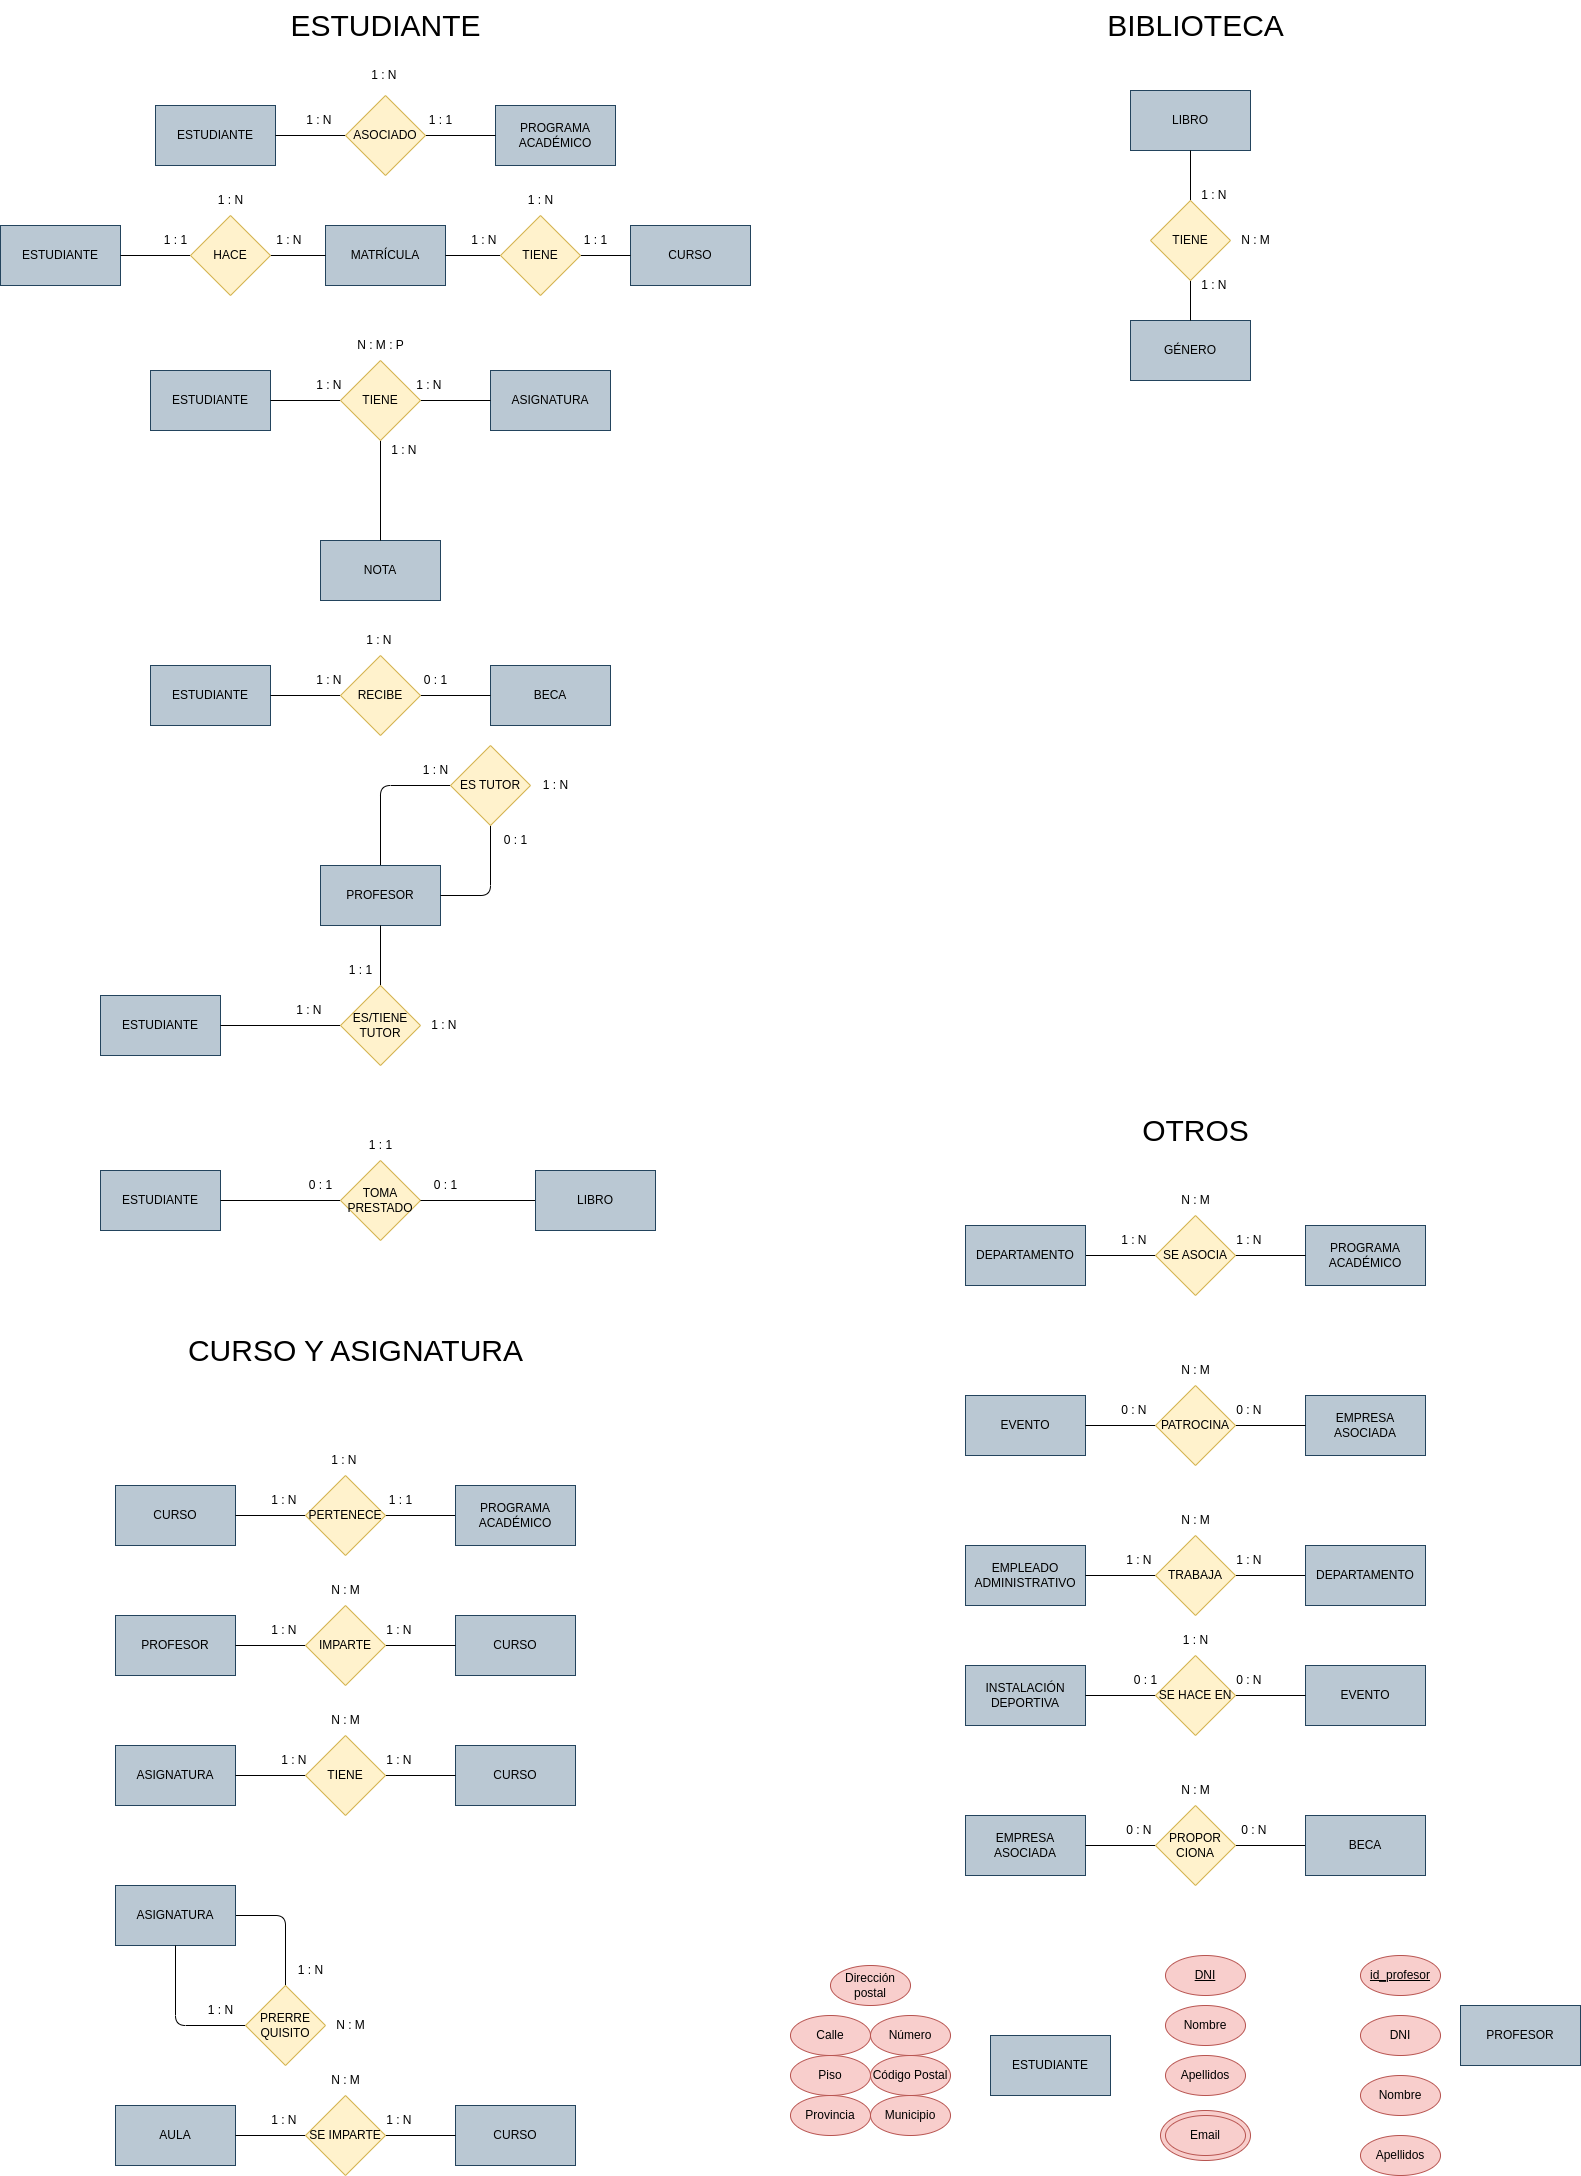 ESTUDIANTE
1 : N
ESTUDIANTE
1 : N
ASOCIADO
1 : 1
PROGRAMA
ACADÉMICO
1 : N
1 : N
ESTUDIANTE
1 : 1
HACE
1 : N
MATRÍCULA
1 : N
TIENE
1 : 1
CURSO
N : M : P
ESTUDIANTE
1 : N
TIENE
1 : N
ASIGNATURA
1 : N
NOTA
1 : N
ESTUDIANTE
1 : N
RECIBE
0 : 1
BECA
1 : N
ES TUTOR
1 : N
0 : 1
PROFESOR
1 : 1
ESTUDIANTE
1 : N
ES/TIENE
TUTOR
1 : N
1 : 1
ESTUDIANTE
0 : 1
TOMA
PRESTADO
0 : 1
LIBRO
CURSO Y ASIGNATURA
1 : N
CURSO
1 : N
PERTENECE
1 : 1
PROGRAMA
ACADÉMICO
N : M
PROFESOR
1 : N
IMPARTE
1 : N
CURSO
N : M
ASIGNATURA
1 : N
TIENE
1 : N
CURSO
ASIGNATURA
1 : N
1 : N
PRERRE
QUISITO
N : M
N : M
AULA
1 : N
SE IMPARTE
1 : N
CURSO
BIBLIOTECA
LIBRO
1 : N
TIENE
N : M
1 : N
GÉNERO
OTROS
N : M
DEPARTAMENTO
1 : N
SE ASOCIA
1 : N
PROGRAMA
ACADÉMICO
N : M
EVENTO
0 : N
PATROCINA
0 : N
EMPRESA
ASOCIADA
N : M
EMPLEADO
ADMINISTRATIVO
1 : N
TRABAJA
1 : N
DEPARTAMENTO
1 : N
INSTALACIÓN
DEPORTIVA
0 : 1
SE HACE EN
0 : N
EVENTO
N : M
EMPRESA
ASOCIADA
0 : N
PROPOR
CIONA
0 : N
BECA
Dirección
postal
Calle
Número
Piso
Código Postal
Provincia
Municipio
ESTUDIANTE
DNI
Nombre
Apellidos
Email
id_profesor
DNI
Nombre
Apellidos
PROFESOR